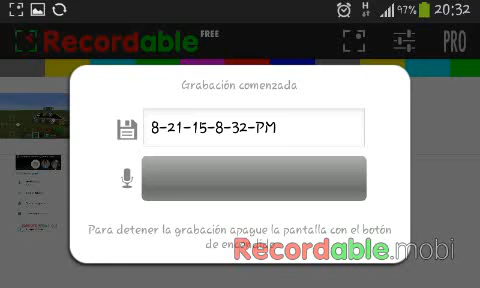 97% 20:32
Recordable FREE PRO
Grabación comenzada
8-21-15-8-32-PM
Para detener la grabación apague la pantalla con el botón
de
Recordable.mobi